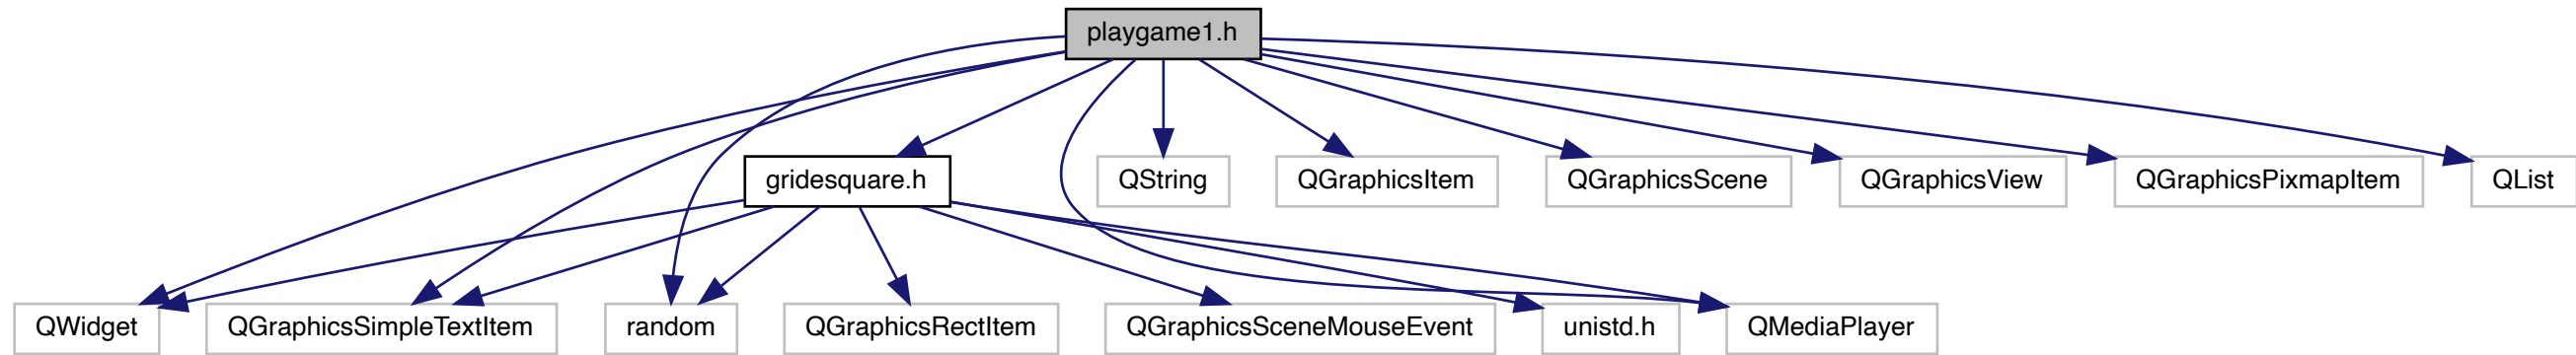 playgame1.h
gridesquare.h
QString
QGraphicsItem
QGraphicsScene
QGraphicsView
QGraphicsPixmapItem
QList
QWidget
QGraphicsSimpleTextItem
random
QGraphicsRectItem
QGraphicsSceneMouseEvent
unistd.h
QMediaPlayer